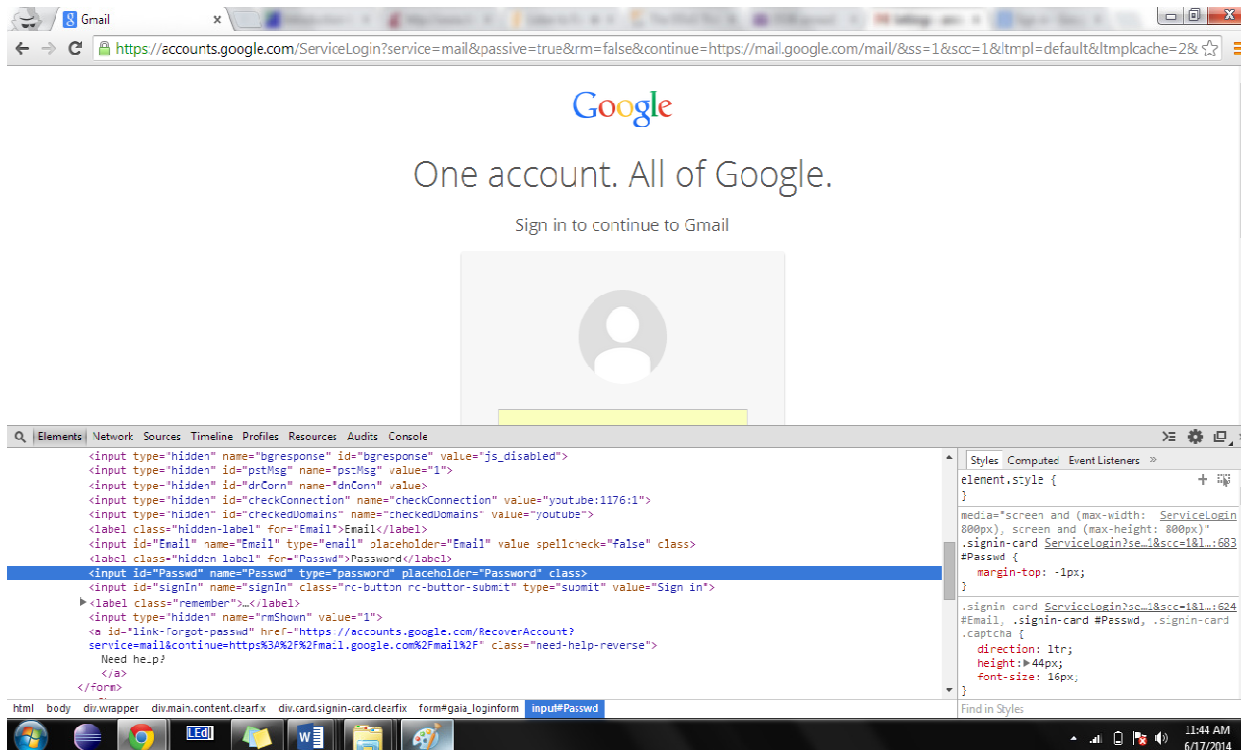 Gmail
https://accounts.google.com/ServiceLogin?service=mail&passive=true&rm=false&continue=https://mail.google.com/mail/&ss=1&scc=1&ltmpl=default&ltmplcache=2&
Google
One account. All of Google.
Sign in to continue to Gmail
Elements Network Sources Timeline Profiles Resources Audits Console
<input type="hidden" name="bgresponse" id="bgresponse" value="js_disabled">
<input type="hidden" id="pstMsg" name="pstMsg" value="1">
<input type="hidden" id="dnConn" name="dnConn" value>
<input type="hidden" id="checkConnection" name="checkConnection" value="youtube:1176:1">
<input type="hidden" id="checkedDomains" name="checkedDomains" value="youtube">
<label class="hidden-label" for="Email">Email</label>
<input id="Email" name="Email" type="email" placeholder="Email" value spellcheck="false" class>
<label class="hidden-label" for="Passwd">Password</label>
<input id="Passwd" name="Passwd" type="password" placeholder="Password" class>
<input id="signIn" name="signIn" class="rc-button rc-button-submit" type="submit" value="Sign in">
<label class="remember">…</label>
<input type="hidden" name="rmShown" value="1">
<a id="link-forgot-passwd" href="https://accounts.google.com/RecoverAccount?
service=mail&continue=https%3A%2F%2Fmail.google.com%2Fmail%2F" class="need-help-reverse">
Need help?
</a>
</form>
html body div.wrapper div.main.content.clearfix div.card.signin-card.clearfix form#gaia_loginform input#Passwd
Styles Computed Event Listeners »
element.style {
}
media="screen and (max-width: ServiceLogin
800px), screen and (max-height: 800px)"
.signin-card ServiceLogin?se…1&scc=1&l…:683
#Passwd {
margin-top: -1px;
}
.signin-card ServiceLogin?se…1&scc=1&l…:624
#Email, .signin-card #Passwd, .signin-card
.captcha {
direction: ltr;
height: 44px;
font-size: 16px;
}
Find in Styles
LEd
11:44 AM
6/17/2014